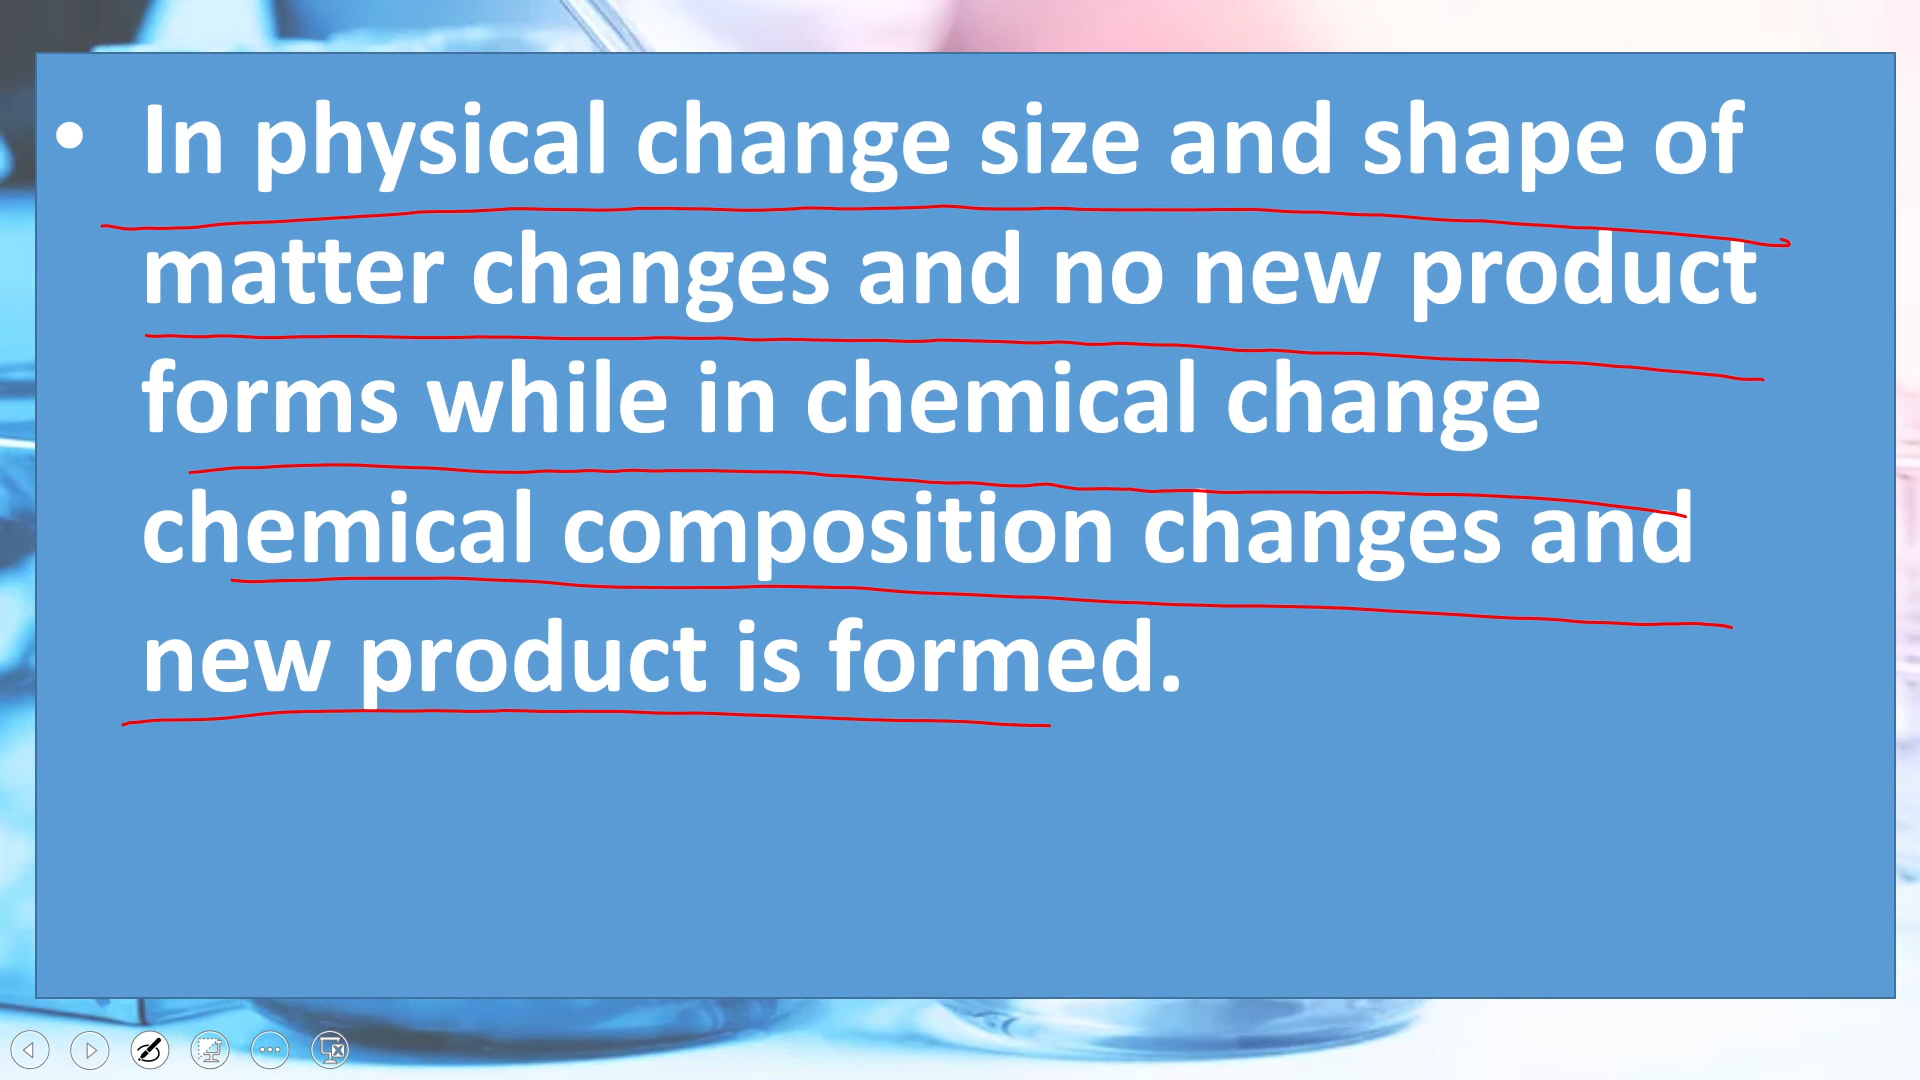 • In physical change size and shape of
matter changes and no new product
forms while in chemical change
chemical composition changes and
new product is formed.